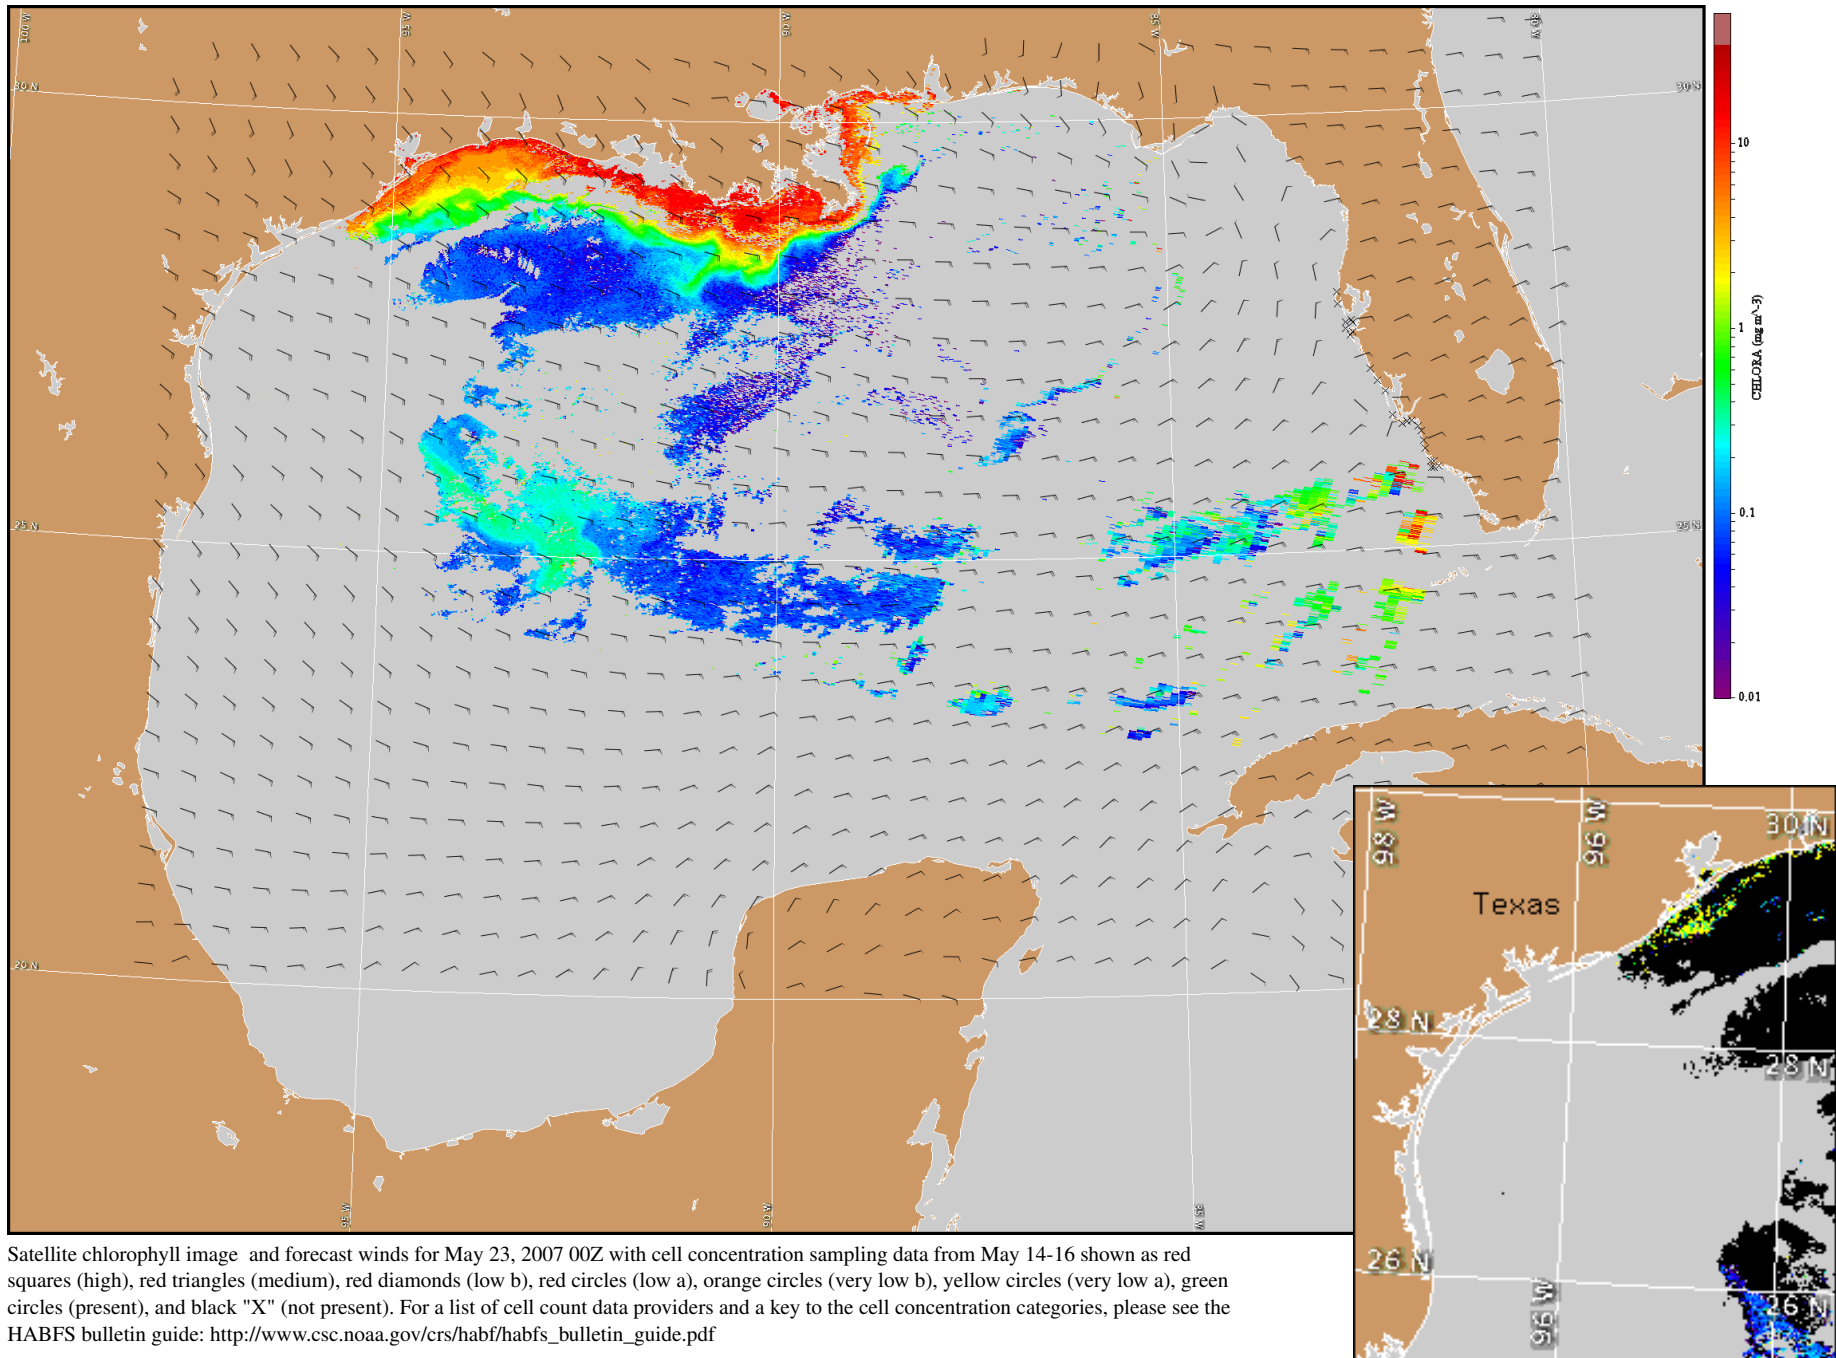 100 W
95 W
90 W
85 W
80 W
30 N
30 N
10
1
CHLORA (mg m^-3)
0.1
0.01
25 N
25 N
20 N
95 W
90 W
85 W
98 W
96 W
30 N
Texas
28 N
28 N
26 N
26 N
96 W
Satellite chlorophyll image and forecast winds for May 23, 2007 00Z with cell concentration sampling data from May 14-16 shown as red
squares (high), red triangles (medium), red diamonds (low b), red circles (low a), orange circles (very low b), yellow circles (very low a), green
circles (present), and black "X" (not present). For a list of cell count data providers and a key to the cell concentration categories, please see the
HABFS bulletin guide: http://www.csc.noaa.gov/crs/habf/habfs_bulletin_guide.pdf